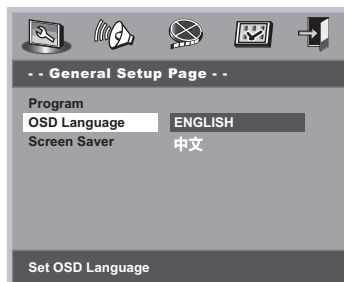 - - General Setup Page - -
Program
OSD Language ENGLISH
Screen Saver 中文
Set OSD Language